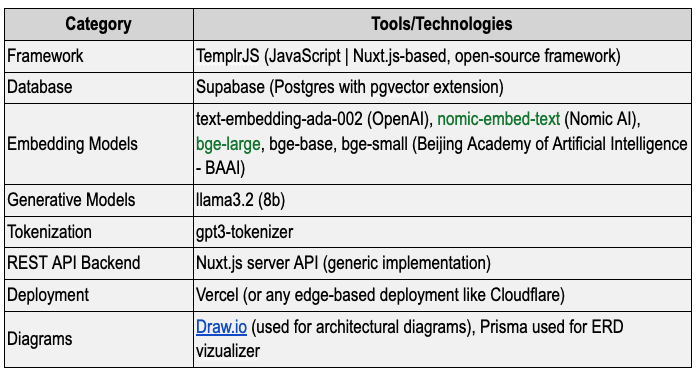 Category Tools/Technologies
Framework TemplrJS (JavaScript | Nuxt.js-based, open-source framework)
Database Supabase (Postgres with pgvector extension)
text-embedding-ada-002 (OpenAI), nomic-embed-text (Nomic AI),
Embedding Models bge-large, bge-base, bge-small (Beijing Academy of Artificial Intelligence
- BAAI)
Generative Models llama3.2 (8b)
Tokenization gpt3-tokenizer
REST API Backend Nuxt.js server API (generic implementation)
Deployment Vercel (or any edge-based deployment like Cloudflare)
Diagrams Draw.io (used for architectural diagrams), Prisma used for ERD
vizualizer